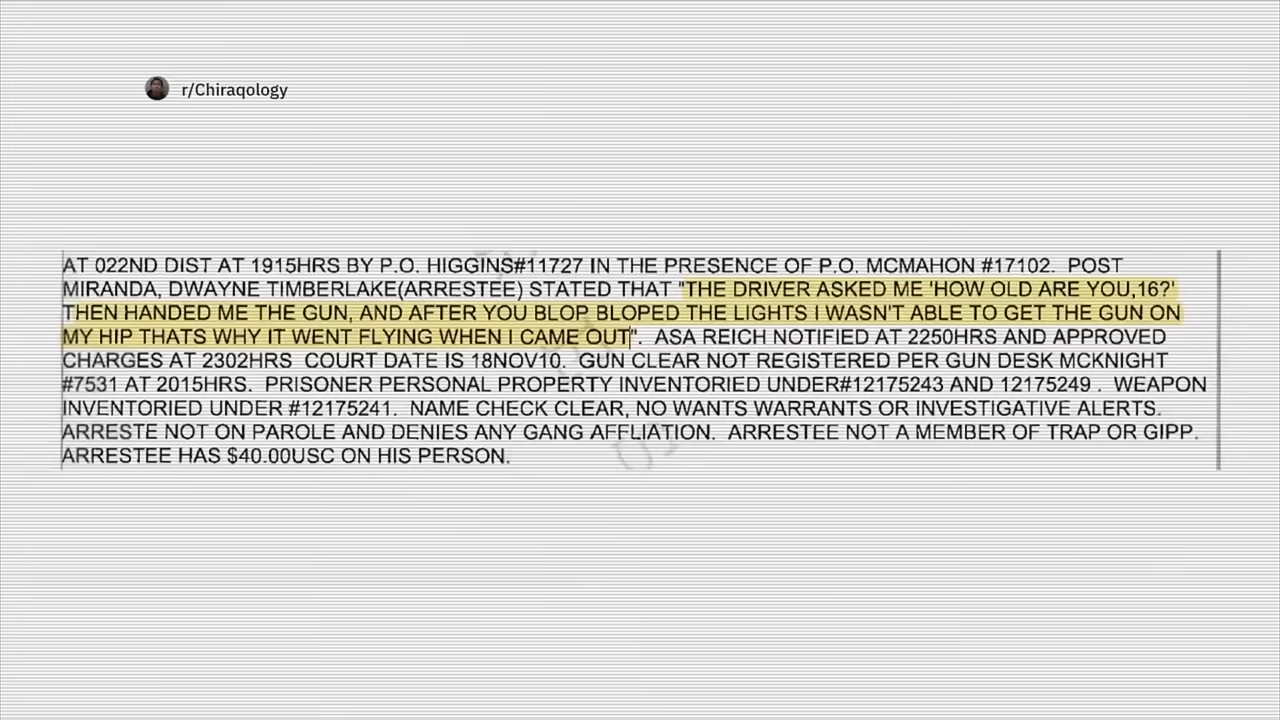 r/Chiraqology
AT 022ND DIST AT 1915HRS BY P.O. HIGGINS#11727 IN THE PRESENCE OF P.O. MCMAHON #17102.  POST
MIRANDA, DWAYNE TIMBERLAKE(ARRESTEE) STATED THAT "THE DRIVER ASKED ME 'HOW OLD ARE YOU,16?'
THEN HANDED ME THE GUN, AND AFTER YOU BLOP BLOPED THE LIGHTS I WASN'T ABLE TO GET THE GUN ON
MY HIP THATS WHY IT WENT FLYING WHEN I CAME OUT".  ASA REICH NOTIFIED AT 2250HRS AND APPROVED
CHARGES AT 2302HRS  COURT DATE IS 18NOV10.  GUN CLEAR NOT REGISTERED PER GUN DESK MCKNIGHT
#7531 AT 2015HRS.  PRISONER PERSONAL PROPERTY INVENTORIED UNDER#12175243 AND 12175249 .  WEAPON
INVENTORIED UNDER #12175241.  NAME CHECK CLEAR, NO WANTS WARRANTS OR INVESTIGATIVE ALERTS.
ARRESTE NOT ON PAROLE AND DENIES ANY GANG AFFLIATION.  ARRESTEE NOT A MEMBER OF TRAP OR GIPP.
ARRESTEE HAS $40.00USC ON HIS PERSON.